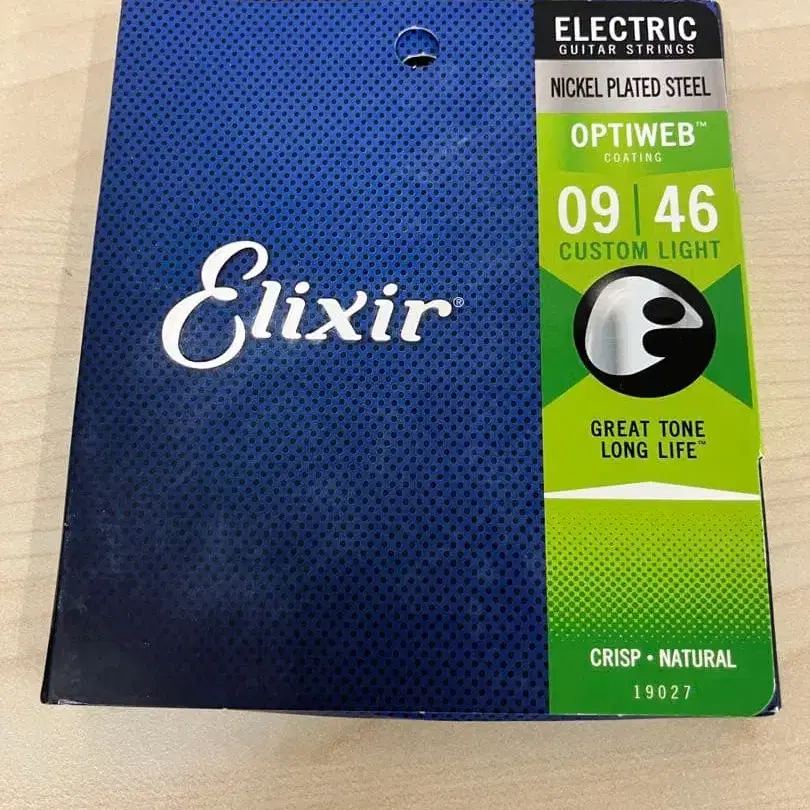 ELECTRIC
GUITAR STRINGS
NICKEL PLATED STEEL
OPTIWEB™
COATING
09 | 46
CUSTOM LIGHT
Elixir®
GREAT TONE
LONG LIFE™
CRISP • NATURAL
19027